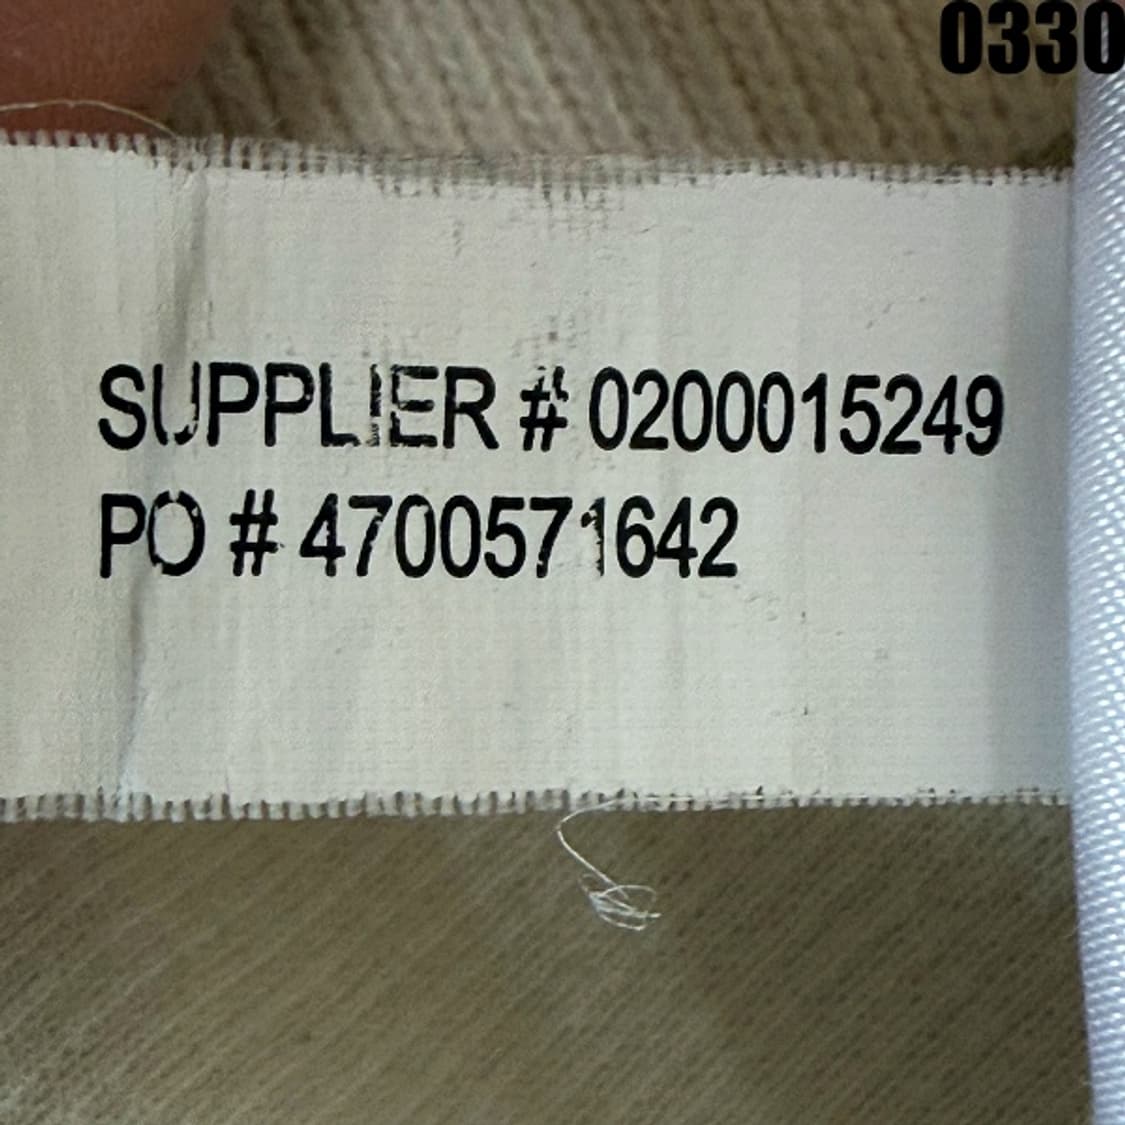 0330
SUPPLIER # 0200015249
PO # 4700571642